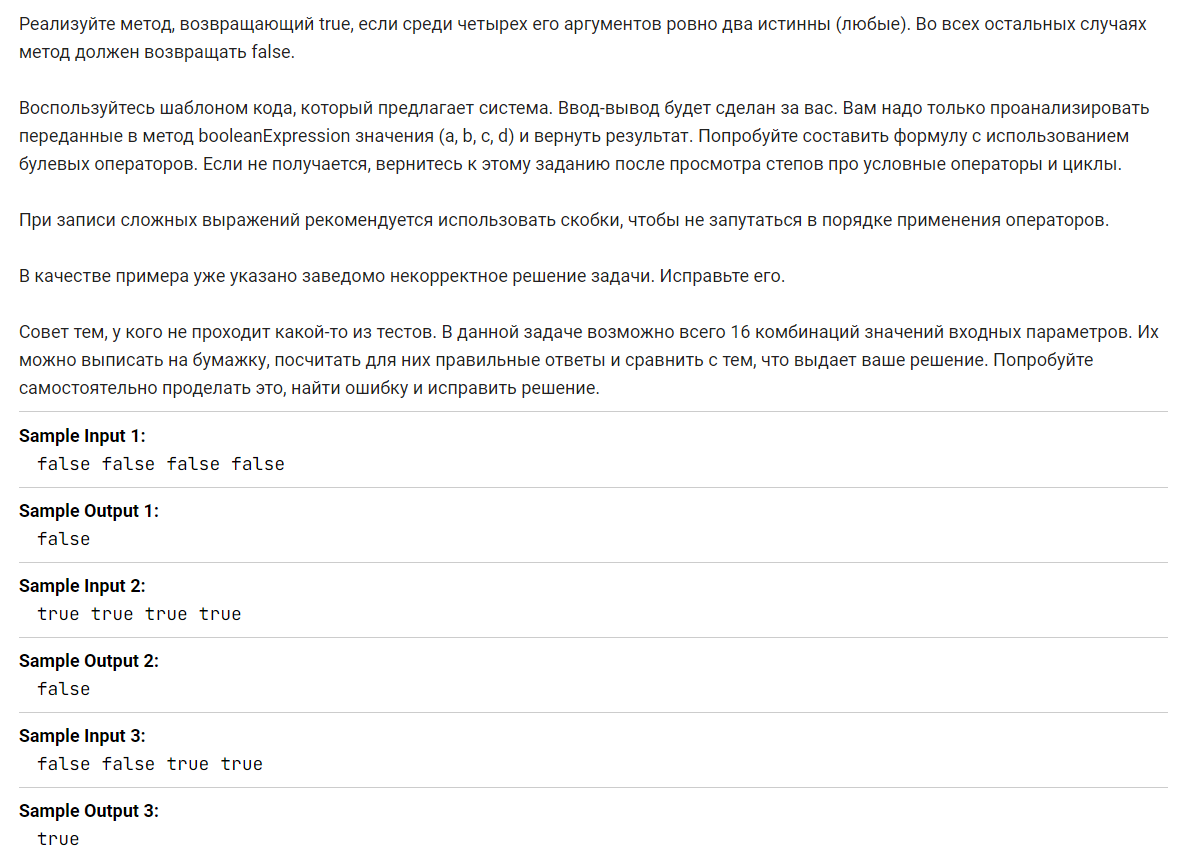 Реализуйте метод, возвращающий true, если среди четырех его аргументов ровно два истинны (любые). Во всех остальных случаях
метод должен возвращать false.
Воспользуйтесь шаблоном кода, который предлагает система. Ввод-вывод будет сделан за вас. Вам надо только проанализировать
переданные в метод booleanExpression значения (a, b, c, d) и вернуть результат. Попробуйте составить формулу с использованием
булевых операторов. Если не получается, вернитесь к этому заданию после просмотра степов про условные операторы и циклы.
При записи сложных выражений рекомендуется использовать скобки, чтобы не запутаться в порядке применения операторов.
В качестве примера уже указано заведомо некорректное решение задачи. Исправьте его.
Совет тем, у кого не проходит какой-то из тестов. В данной задаче возможно всего 16 комбинаций значений входных параметров. Их
можно выписать на бумажку, посчитать для них правильные ответы и сравнить с тем, что выдает ваше решение. Попробуйте
самостоятельно проделать это, найти ошибку и исправить решение.
Sample Input 1:
false false false false
Sample Output 1:
false
Sample Input 2:
true true true true
Sample Output 2:
false
Sample Input 3:
false false true true
Sample Output 3:
true